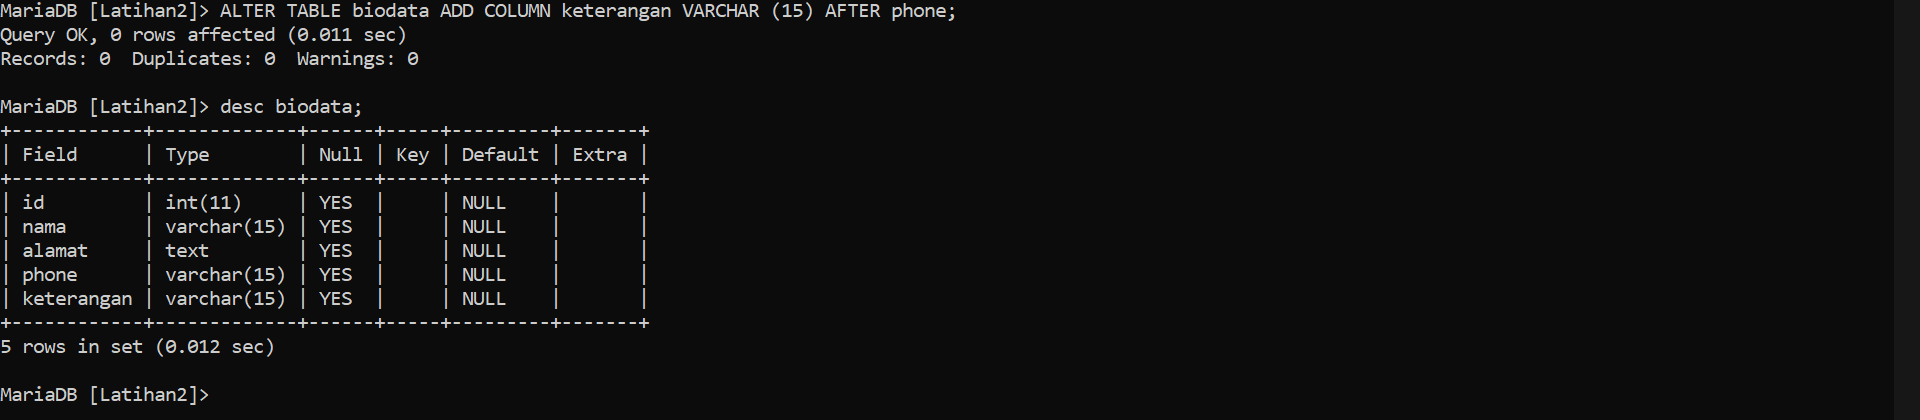 MariaDB [Latihan2]> ALTER TABLE biodata ADD COLUMN keterangan VARCHAR (15) AFTER phone;
Query OK, 0 rows affected (0.011 sec)
Records: 0  Duplicates: 0  Warnings: 0

MariaDB [Latihan2]> desc biodata;
+------------+-------------+------+-----+---------+-------+
| Field      | Type        | Null | Key | Default | Extra |
+------------+-------------+------+-----+---------+-------+
| id         | int(11)     | YES  |     | NULL    |       |
| nama       | varchar(15) | YES  |     | NULL    |       |
| alamat     | text        | YES  |     | NULL    |       |
| phone      | varchar(15) | YES  |     | NULL    |       |
| keterangan | varchar(15) | YES  |     | NULL    |       |
+------------+-------------+------+-----+---------+-------+
5 rows in set (0.012 sec)

MariaDB [Latihan2]>